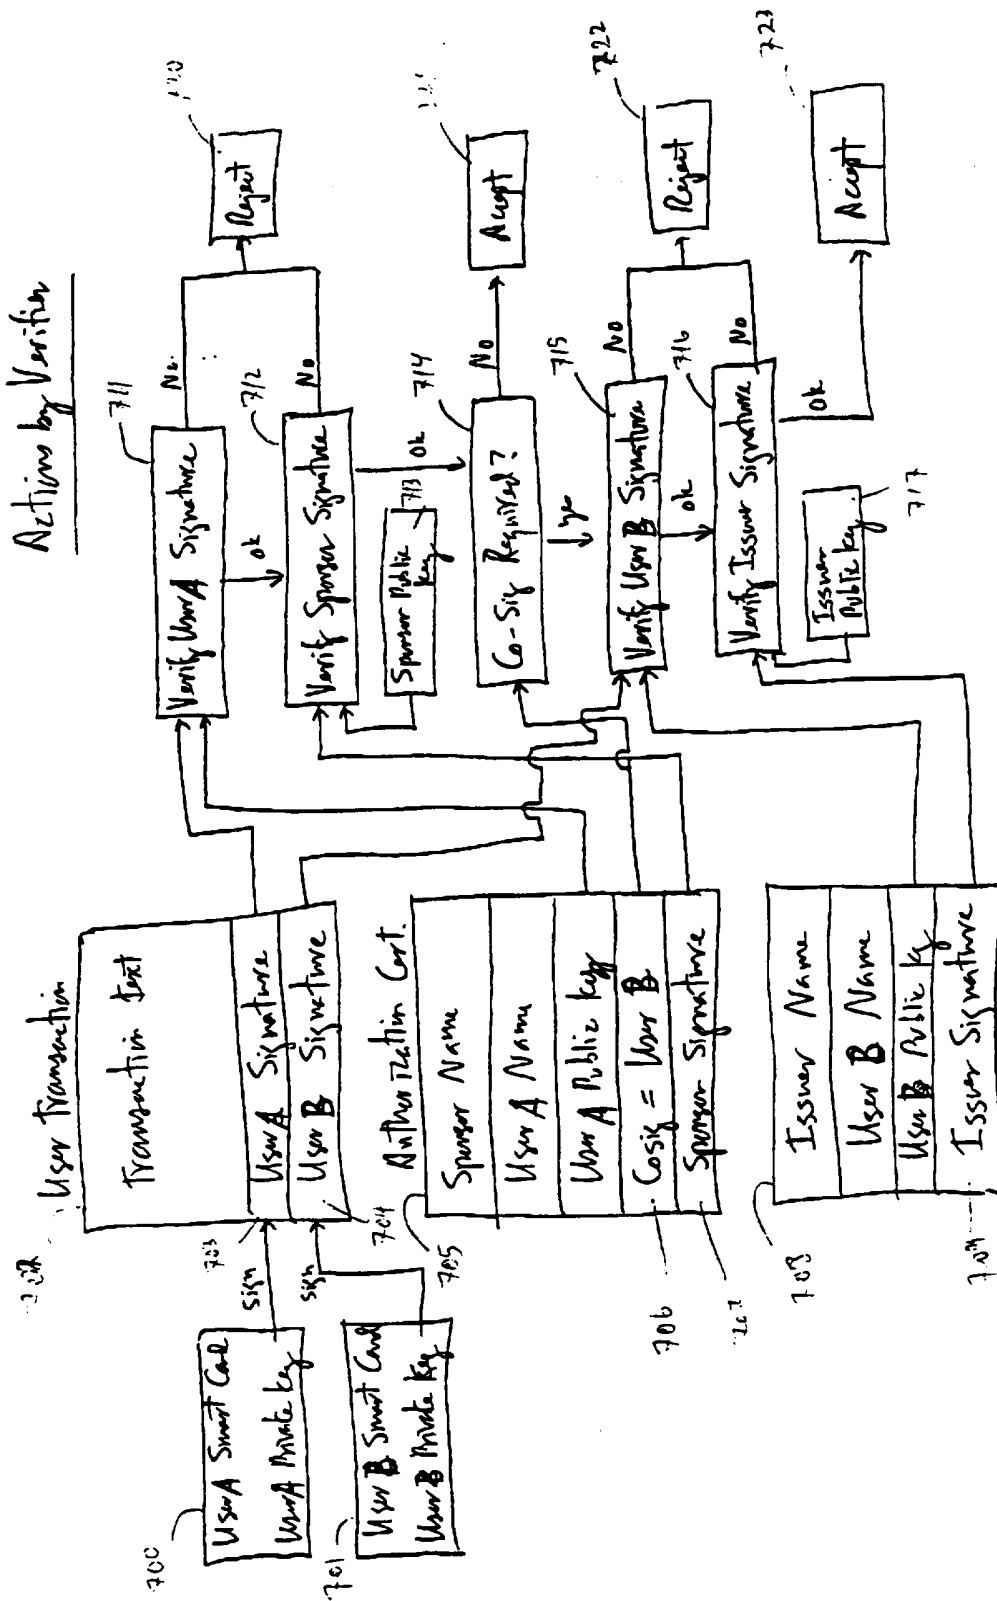 Actions by Verifier
User Transaction
Transaction text
User A Signature
User B Signature
703
704
700
User A Smart Card
User A Private Key
sign
701
User B Smart Card
User B Private Key
sign
705
Authorization Cert.
Sponsor Name
User A Name
User A Public Key
Cosig = User B
Sponsor Signature
706
708
Issuer Name
User B Name
User B Public Key
Issuer Signature
711
Verify User A Signature
No
ok
712
Verify Sponsor Signature
No
ok
713
Sponsor Public
Key
714
Co-Sig Required?
No
yes
715
Verify User B Signature
No
ok
716
Verify Issuer Signature
No
ok
717
Issuer
Public Key
Reject
Accept
722
Reject
723
Accept